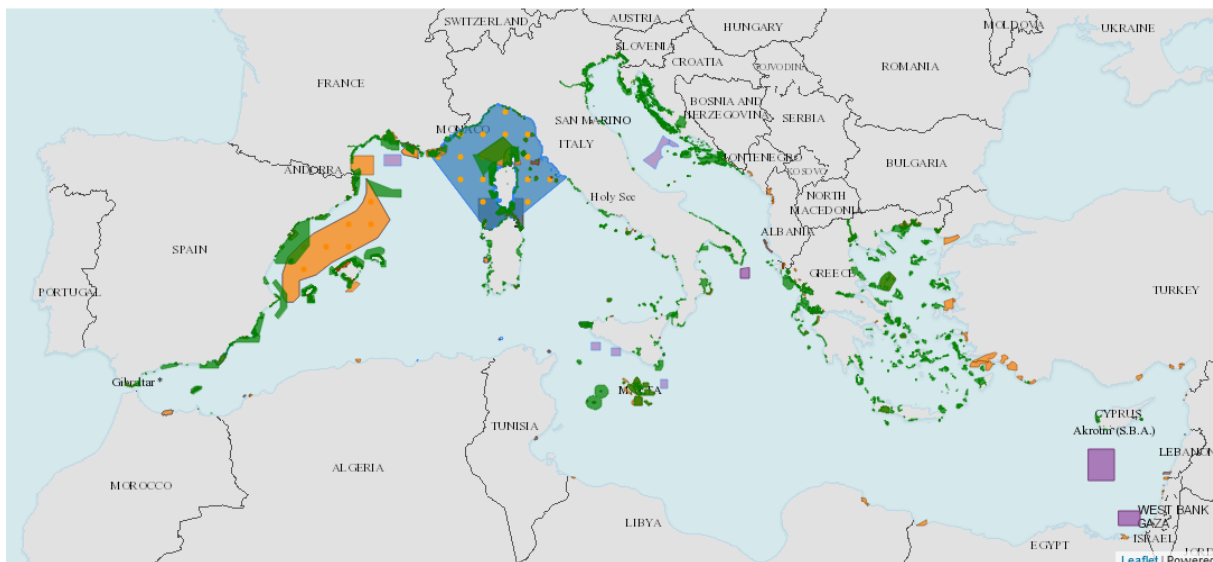 SWITZERLAND
AUSTRIA
HUNGARY
MOLDOVA
UKRAINE
SLOVENIA
CROATIA
VOJVODINA
ROMANIA
FRANCE
BOSNIA AND
HERZEGOVINA
SERBIA
MONACO
SAN MARINO
ITALY
ANDORRA
MONTENEGRO
KOSOVO
BULGARIA
Holy See
NORTH
MACEDONIA
SPAIN
ALBANIA
GREECE
PORTUGAL
TURKEY
Gibraltar *
CYPRUS
Akrotiri (S.B.A.)
TUNISIA
LEBANON
MOROCCO
ALGERIA
LIBYA
WEST BANK
GAZA
ISRAEL
EGYPT
Leaflet | Powered